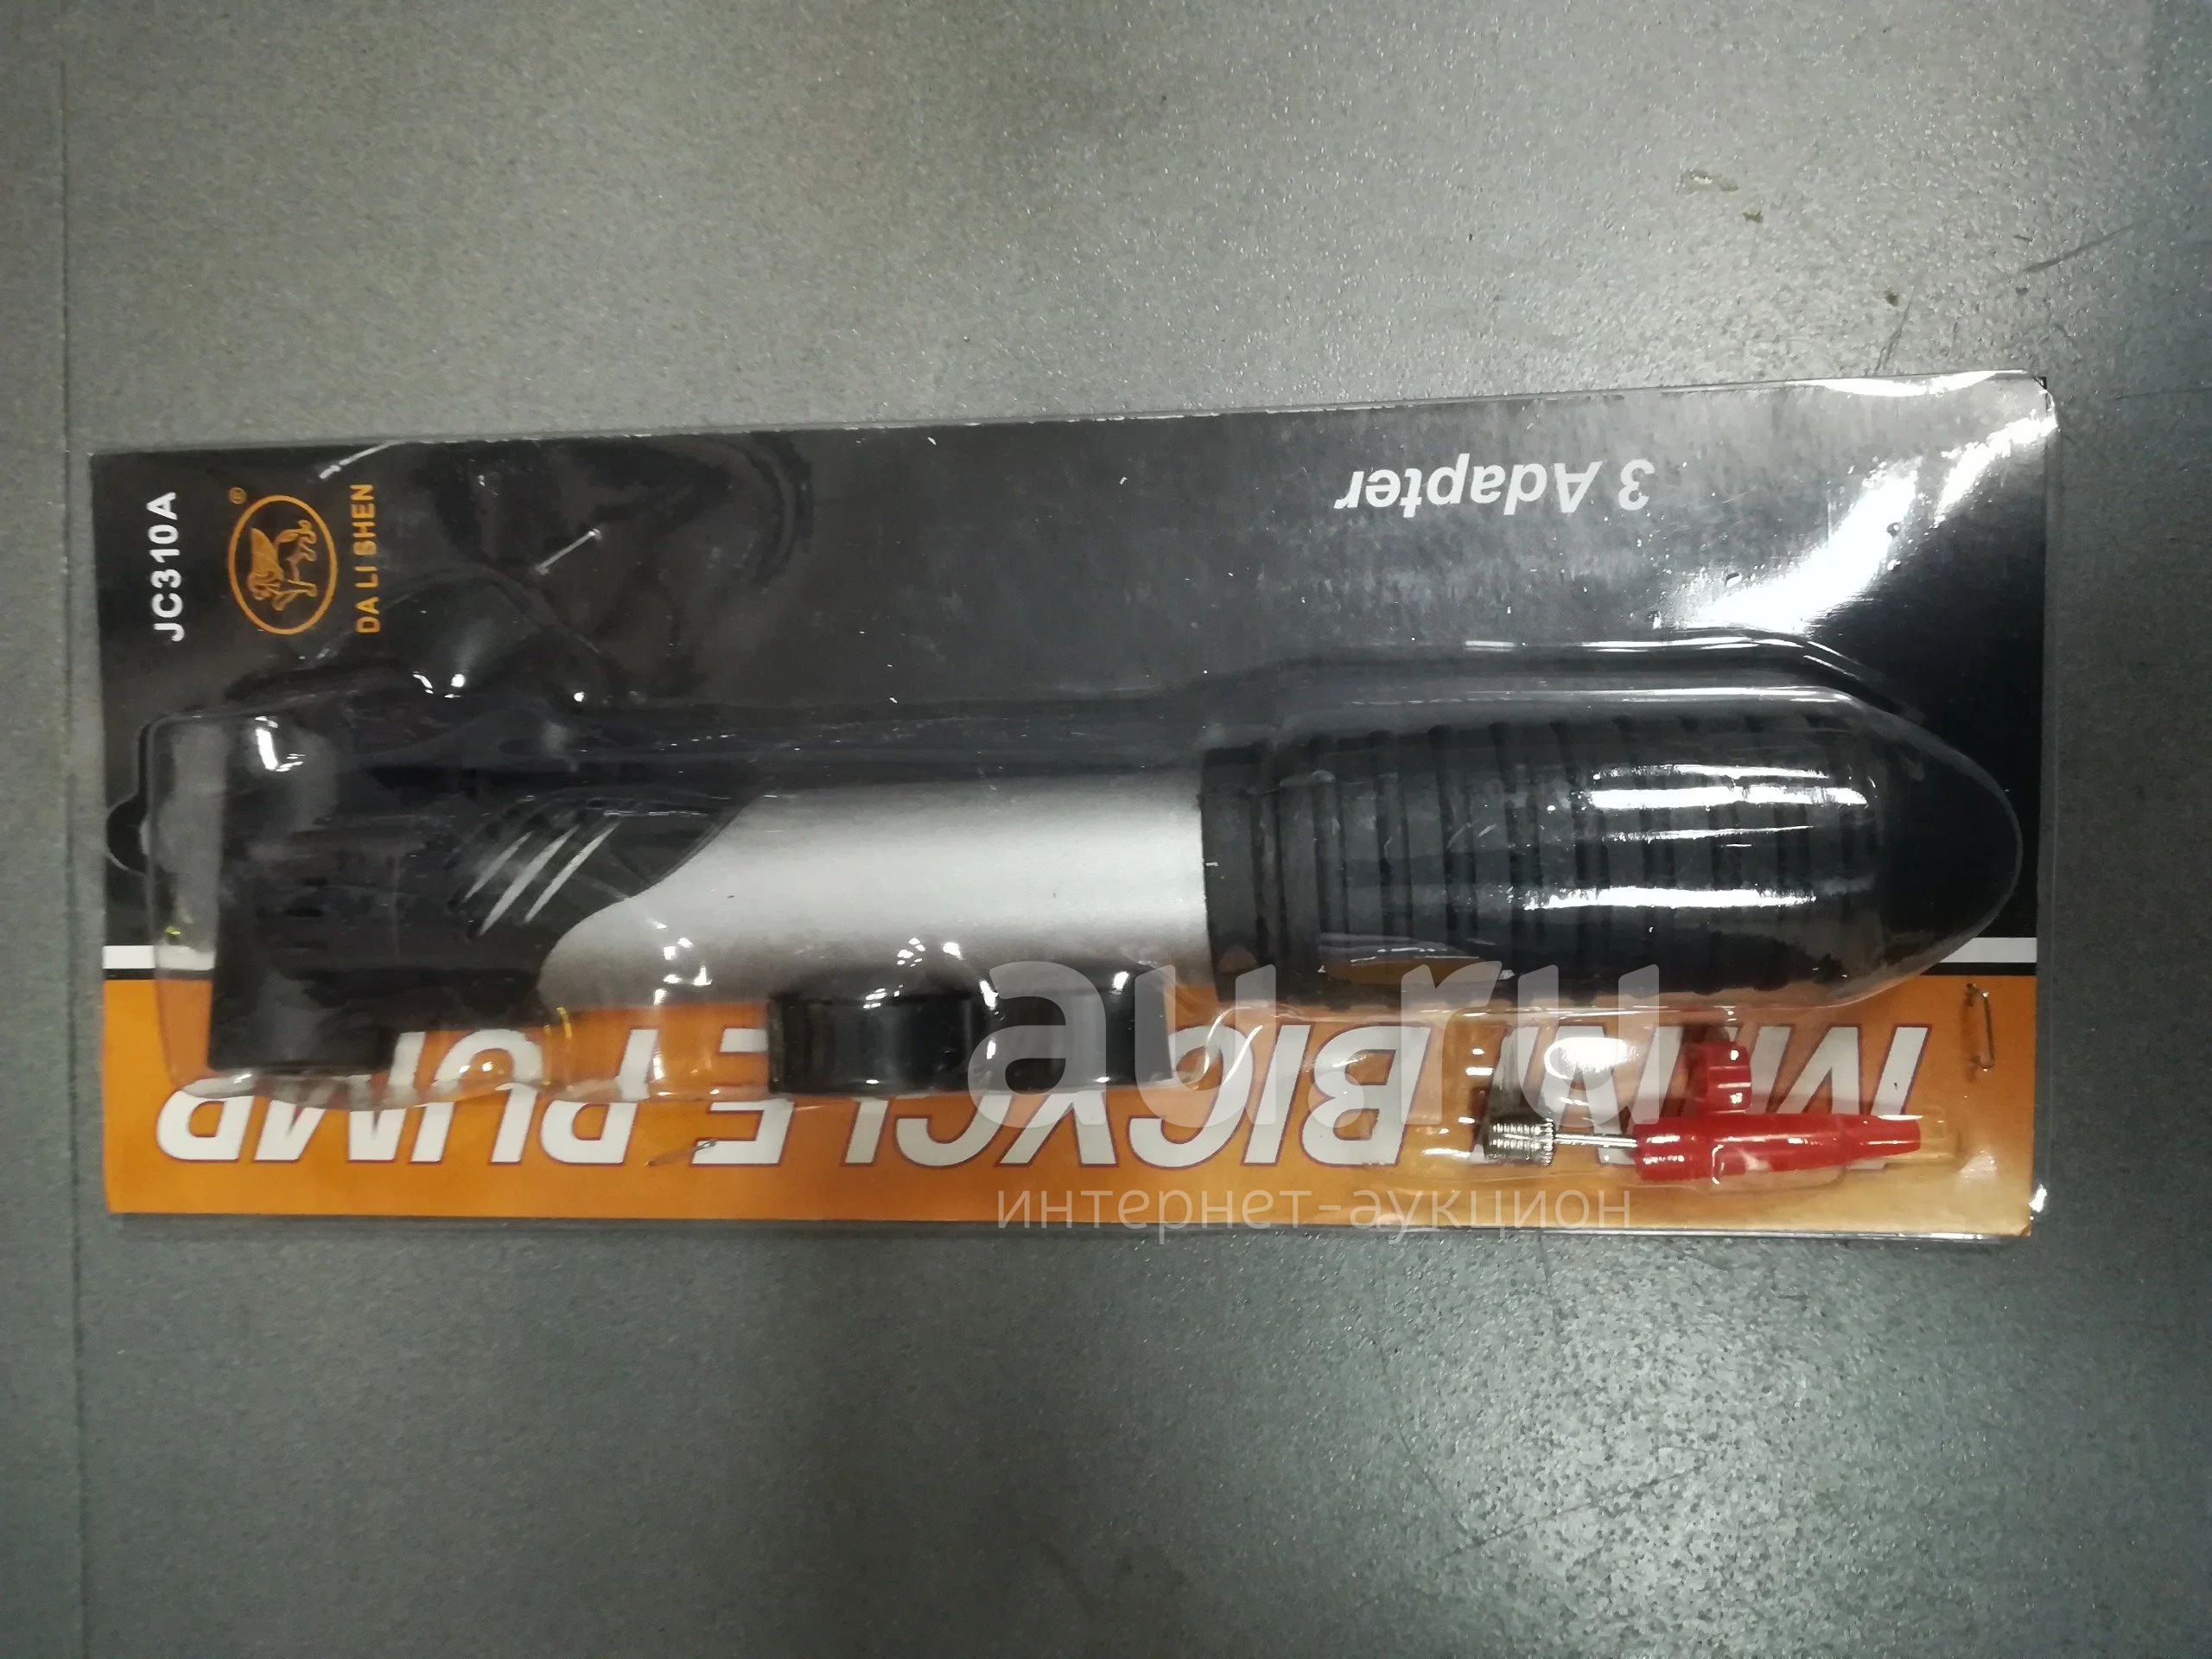 JC310A
®
DA LI SHEN
3 Adapter
MINI BICYCLE PUMP
au.ru
интернет-аукцион